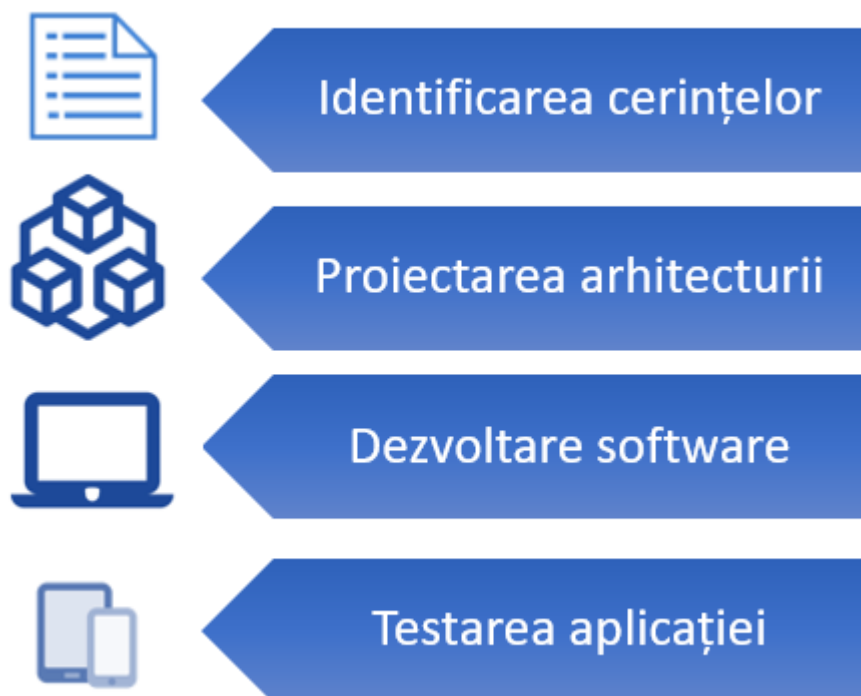 Identificarea cerințelor
Proiectarea arhitecturii
Dezvoltare software
Testarea aplicației